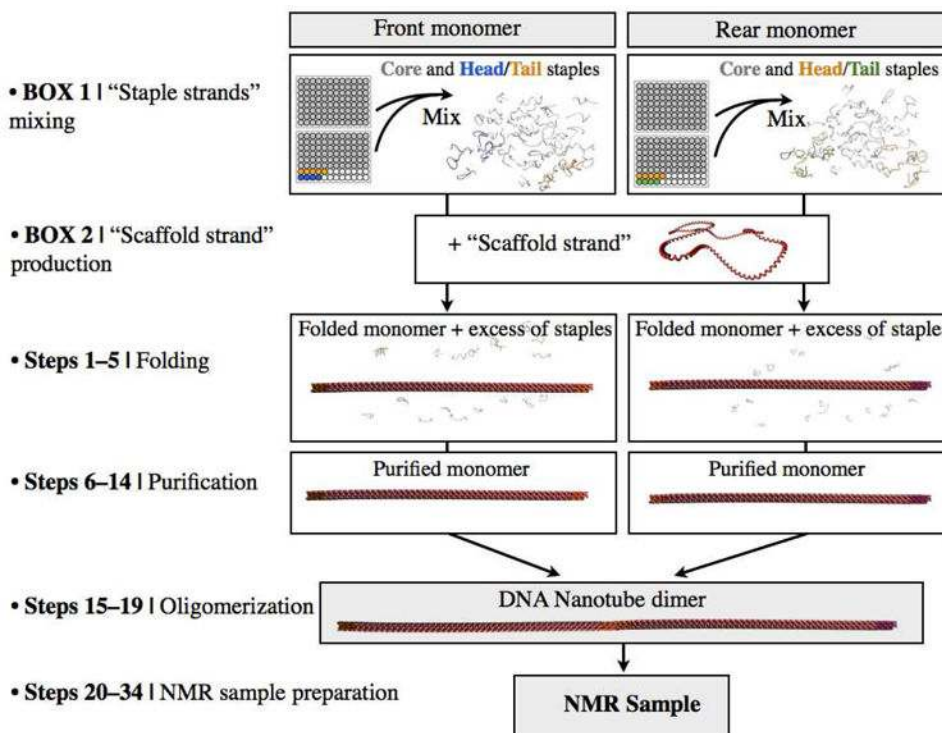 Front monomer
Rear monomer
• BOX 1 | “Staple strands”
mixing
Core and Head/Tail staples
Mix
Core and Head/Tail staples
Mix
• BOX 2 | “Scaffold strand”
production
+ “Scaffold strand”
• Steps 1–5 | Folding
Folded monomer + excess of staples
Folded monomer + excess of staples
• Steps 6–14 | Purification
Purified monomer
Purified monomer
• Steps 15–19 | Oligomerization
DNA Nanotube dimer
• Steps 20–34 | NMR sample preparation
NMR Sample